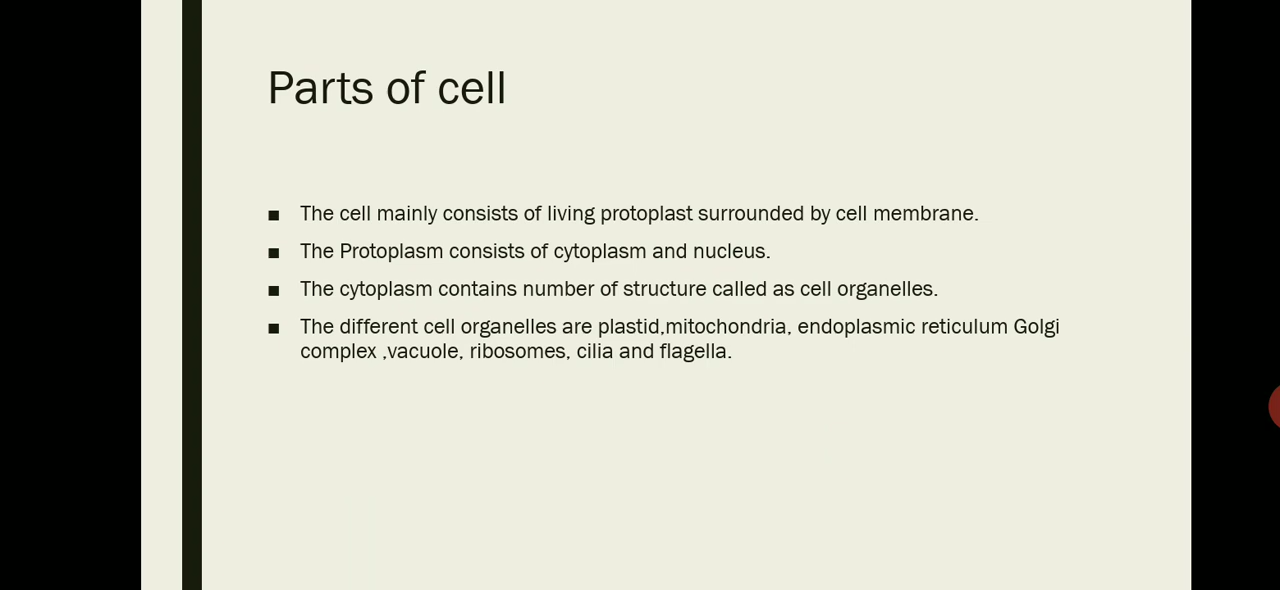 Parts of cell
■ The cell mainly consists of living protoplast surrounded by cell membrane.
■ The Protoplasm consists of cytoplasm and nucleus.
■ The cytoplasm contains number of structure called as cell organelles.
■ The different cell organelles are plastid,mitochondria, endoplasmic reticulum Golgi
complex ,vacuole, ribosomes, cilia and flagella.